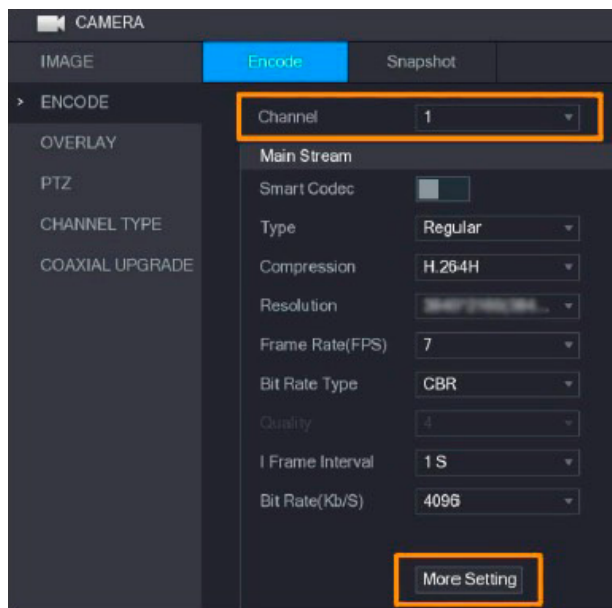 CAMERA
IMAGE
Encode
Snapshot
> ENCODE
Channel
1
OVERLAY
Main Stream
PTZ
Smart Codec
CHANNEL TYPE
Type
Regular
COAXIAL UPGRADE
Compression
H.264H
Resolution
Frame Rate(FPS)
7
Bit Rate Type
CBR
Quality
4
I Frame Interval
1 S
Bit Rate(Kb/S)
4096
More Setting